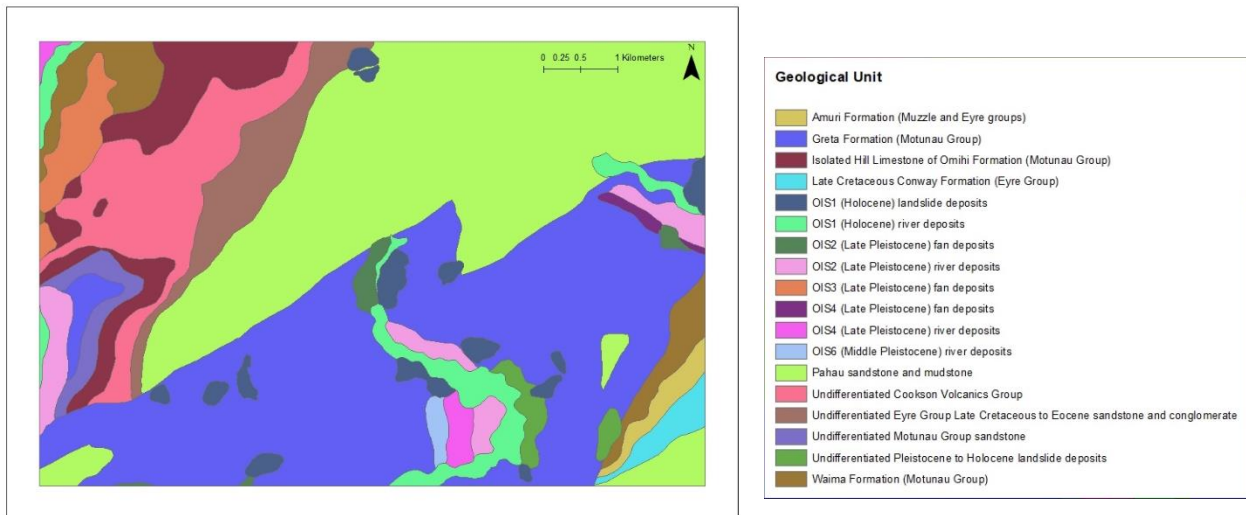 N
0 0.25 0.5 1 Kilometers
Geological Unit
Amuri Formation (Muzzle and Eyre groups)
Greta Formation (Motunau Group)
Isolated Hill Limestone of Omihi Formation (Motunau Group)
Late Cretaceous Conway Formation (Eyre Group)
OIS1 (Holocene) landslide deposits
OIS1 (Holocene) river deposits
OIS2 (Late Pleistocene) fan deposits
OIS2 (Late Pleistocene) river deposits
OIS3 (Late Pleistocene) fan deposits
OIS4 (Late Pleistocene) fan deposits
OIS4 (Late Pleistocene) river deposits
OIS6 (Middle Pleistocene) river deposits
Pahau sandstone and mudstone
Undifferentiated Cookson Volcanics Group
Undifferentiated Eyre Group Late Cretaceous to Eocene sandstone and conglomerate
Undifferentiated Motunau Group sandstone
Undifferentiated Pleistocene to Holocene landslide deposits
Waima Formation (Motunau Group)